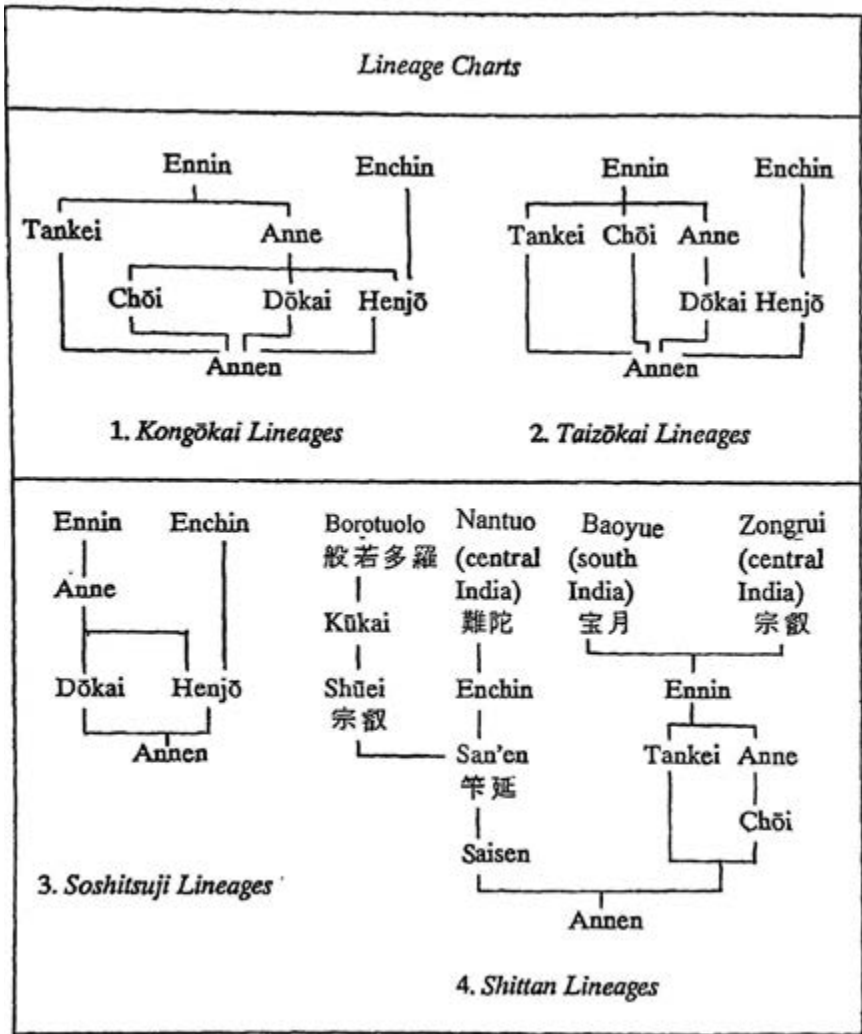 Lineage Charts
Ennin Enchin
Tankei Anne
Chōi Dōkai Henjō
Annen
1. Kongōkai Lineages
Ennin Enchin
Tankei Chōi Anne
Dōkai Henjō
Annen
2. Taizōkai Lineages
Ennin Enchin
Anne
Dōkai Henjō
Annen
3. Soshitsuji Lineages
Borotuolo Nantuo Baoyue Zongrui
般若多羅 (central (south (central
India) India) India)
難陀 宝月 宗叡
Kūkai
Shūei Enchin Ennin
宗叡
San'en Tankei Anne
延
Chōi
Saisen
Annen
4. Shittan Lineages